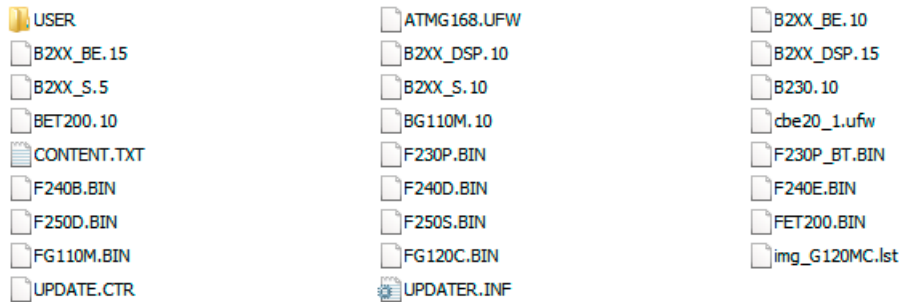 USER ATMG168.UFW B2XX_BE.10
B2XX_BE.15 B2XX_DSP.10 B2XX_DSP.15
B2XX_S.5 B2XX_S.10 B230.10
BET200.10 BG110M.10 cbe20_1.ufw
CONTENT.TXT F230P.BIN F230P_BT.BIN
F240B.BIN F240D.BIN F240E.BIN
F250D.BIN F250S.BIN FET200.BIN
FG110M.BIN FG120C.BIN img_G120MC.lst
UPDATE.CTR UPDATER.INF